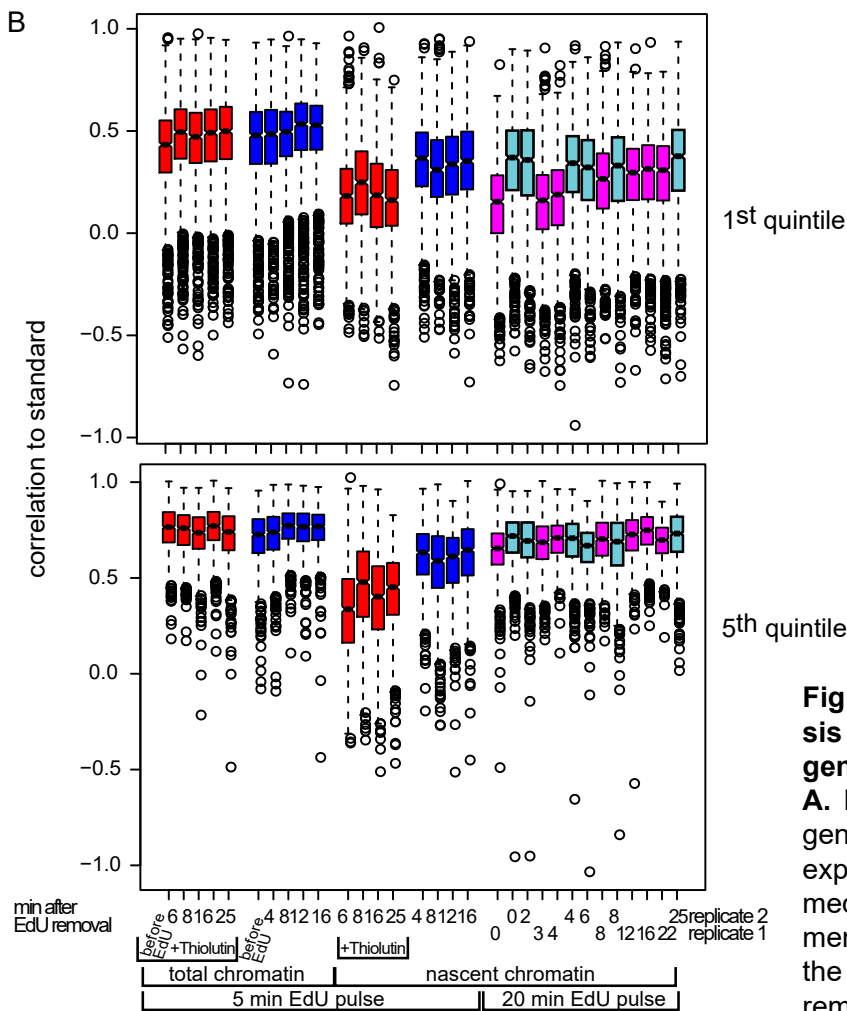 B
correlation to standard
1.0
0.5
0.0
−0.5
−1.0
1st quintile
1.0
0.5
0.0
−0.5
−1.0
5th quintile
min after
EdU removal
before
EdU
6 8 16 25
+Thiolutin
before
EdU
4 8 12 16
6 8 16 25
+Thiolutin
4 8 12 16
0 2 4 6 8 25 replicate 2
0 3 4 8 12 16 22 replicate 1
total chromatin
nascent chromatin
5 min EdU pulse
20 min EdU pulse
Fig
sis
gen
A.
gen
exp
med
mer
the
rem